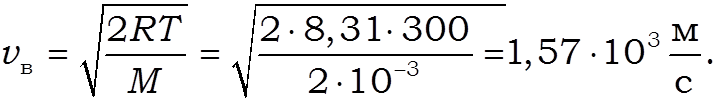 v_в = √(2RT/M) = √(2·8,31·300/2·10⁻³) = 1,57·10³ м/с.